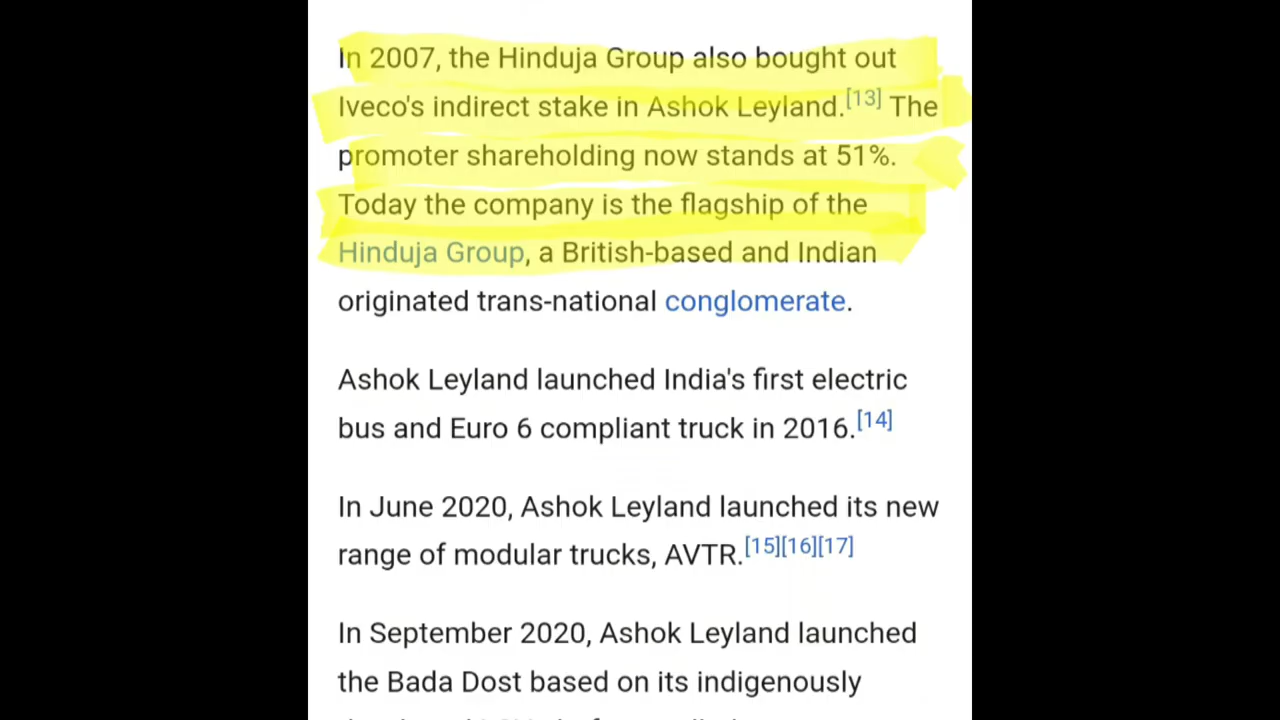 In 2007, the Hinduja Group also bought out
Iveco's indirect stake in Ashok Leyland.[13] The
promoter shareholding now stands at 51%.
Today the company is the flagship of the
Hinduja Group, a British-based and Indian
originated trans-national conglomerate.
Ashok Leyland launched India's first electric
bus and Euro 6 compliant truck in 2016.[14]
In June 2020, Ashok Leyland launched its new
range of modular trucks, AVTR.[15][16][17]
In September 2020, Ashok Leyland launched
the Bada Dost based on its indigenously